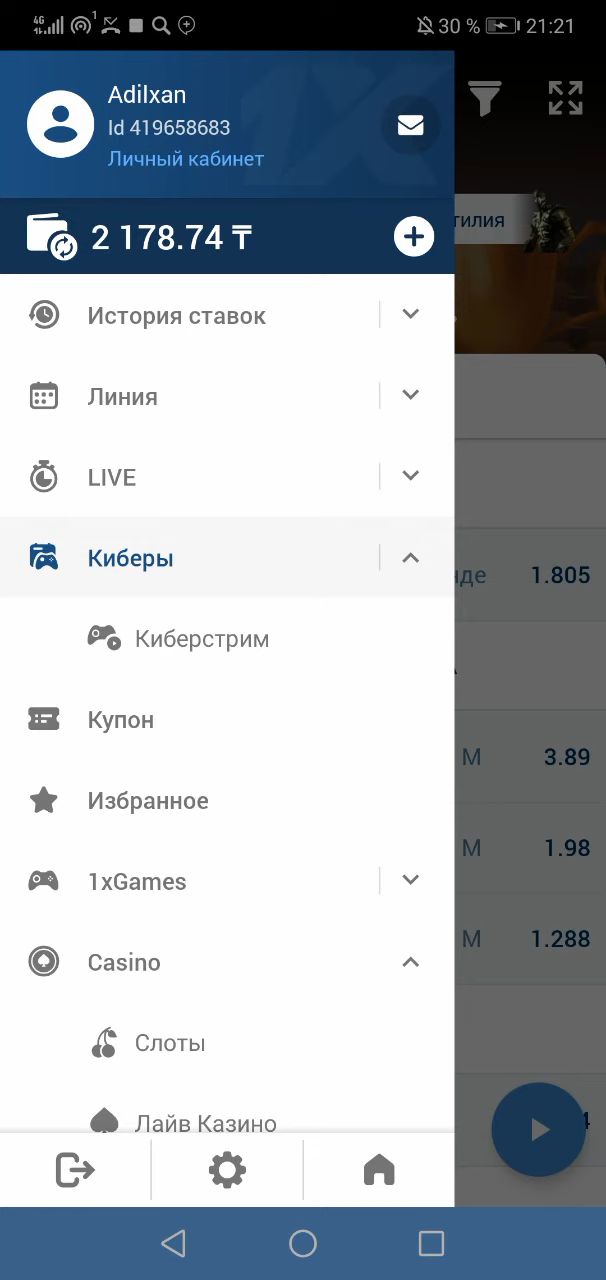 4G 1 30 % 21:21
Adilxan
Id 419658683
Личный кабинет
2 178.74 ₸
тилия
История ставок
Линия
LIVE
нде 1.805
Киберы
Киберстрим
Купон
M 3.89
Избранное
M 1.98
1xGames
M 1.288
Casino
Слоты
Лайв Казино